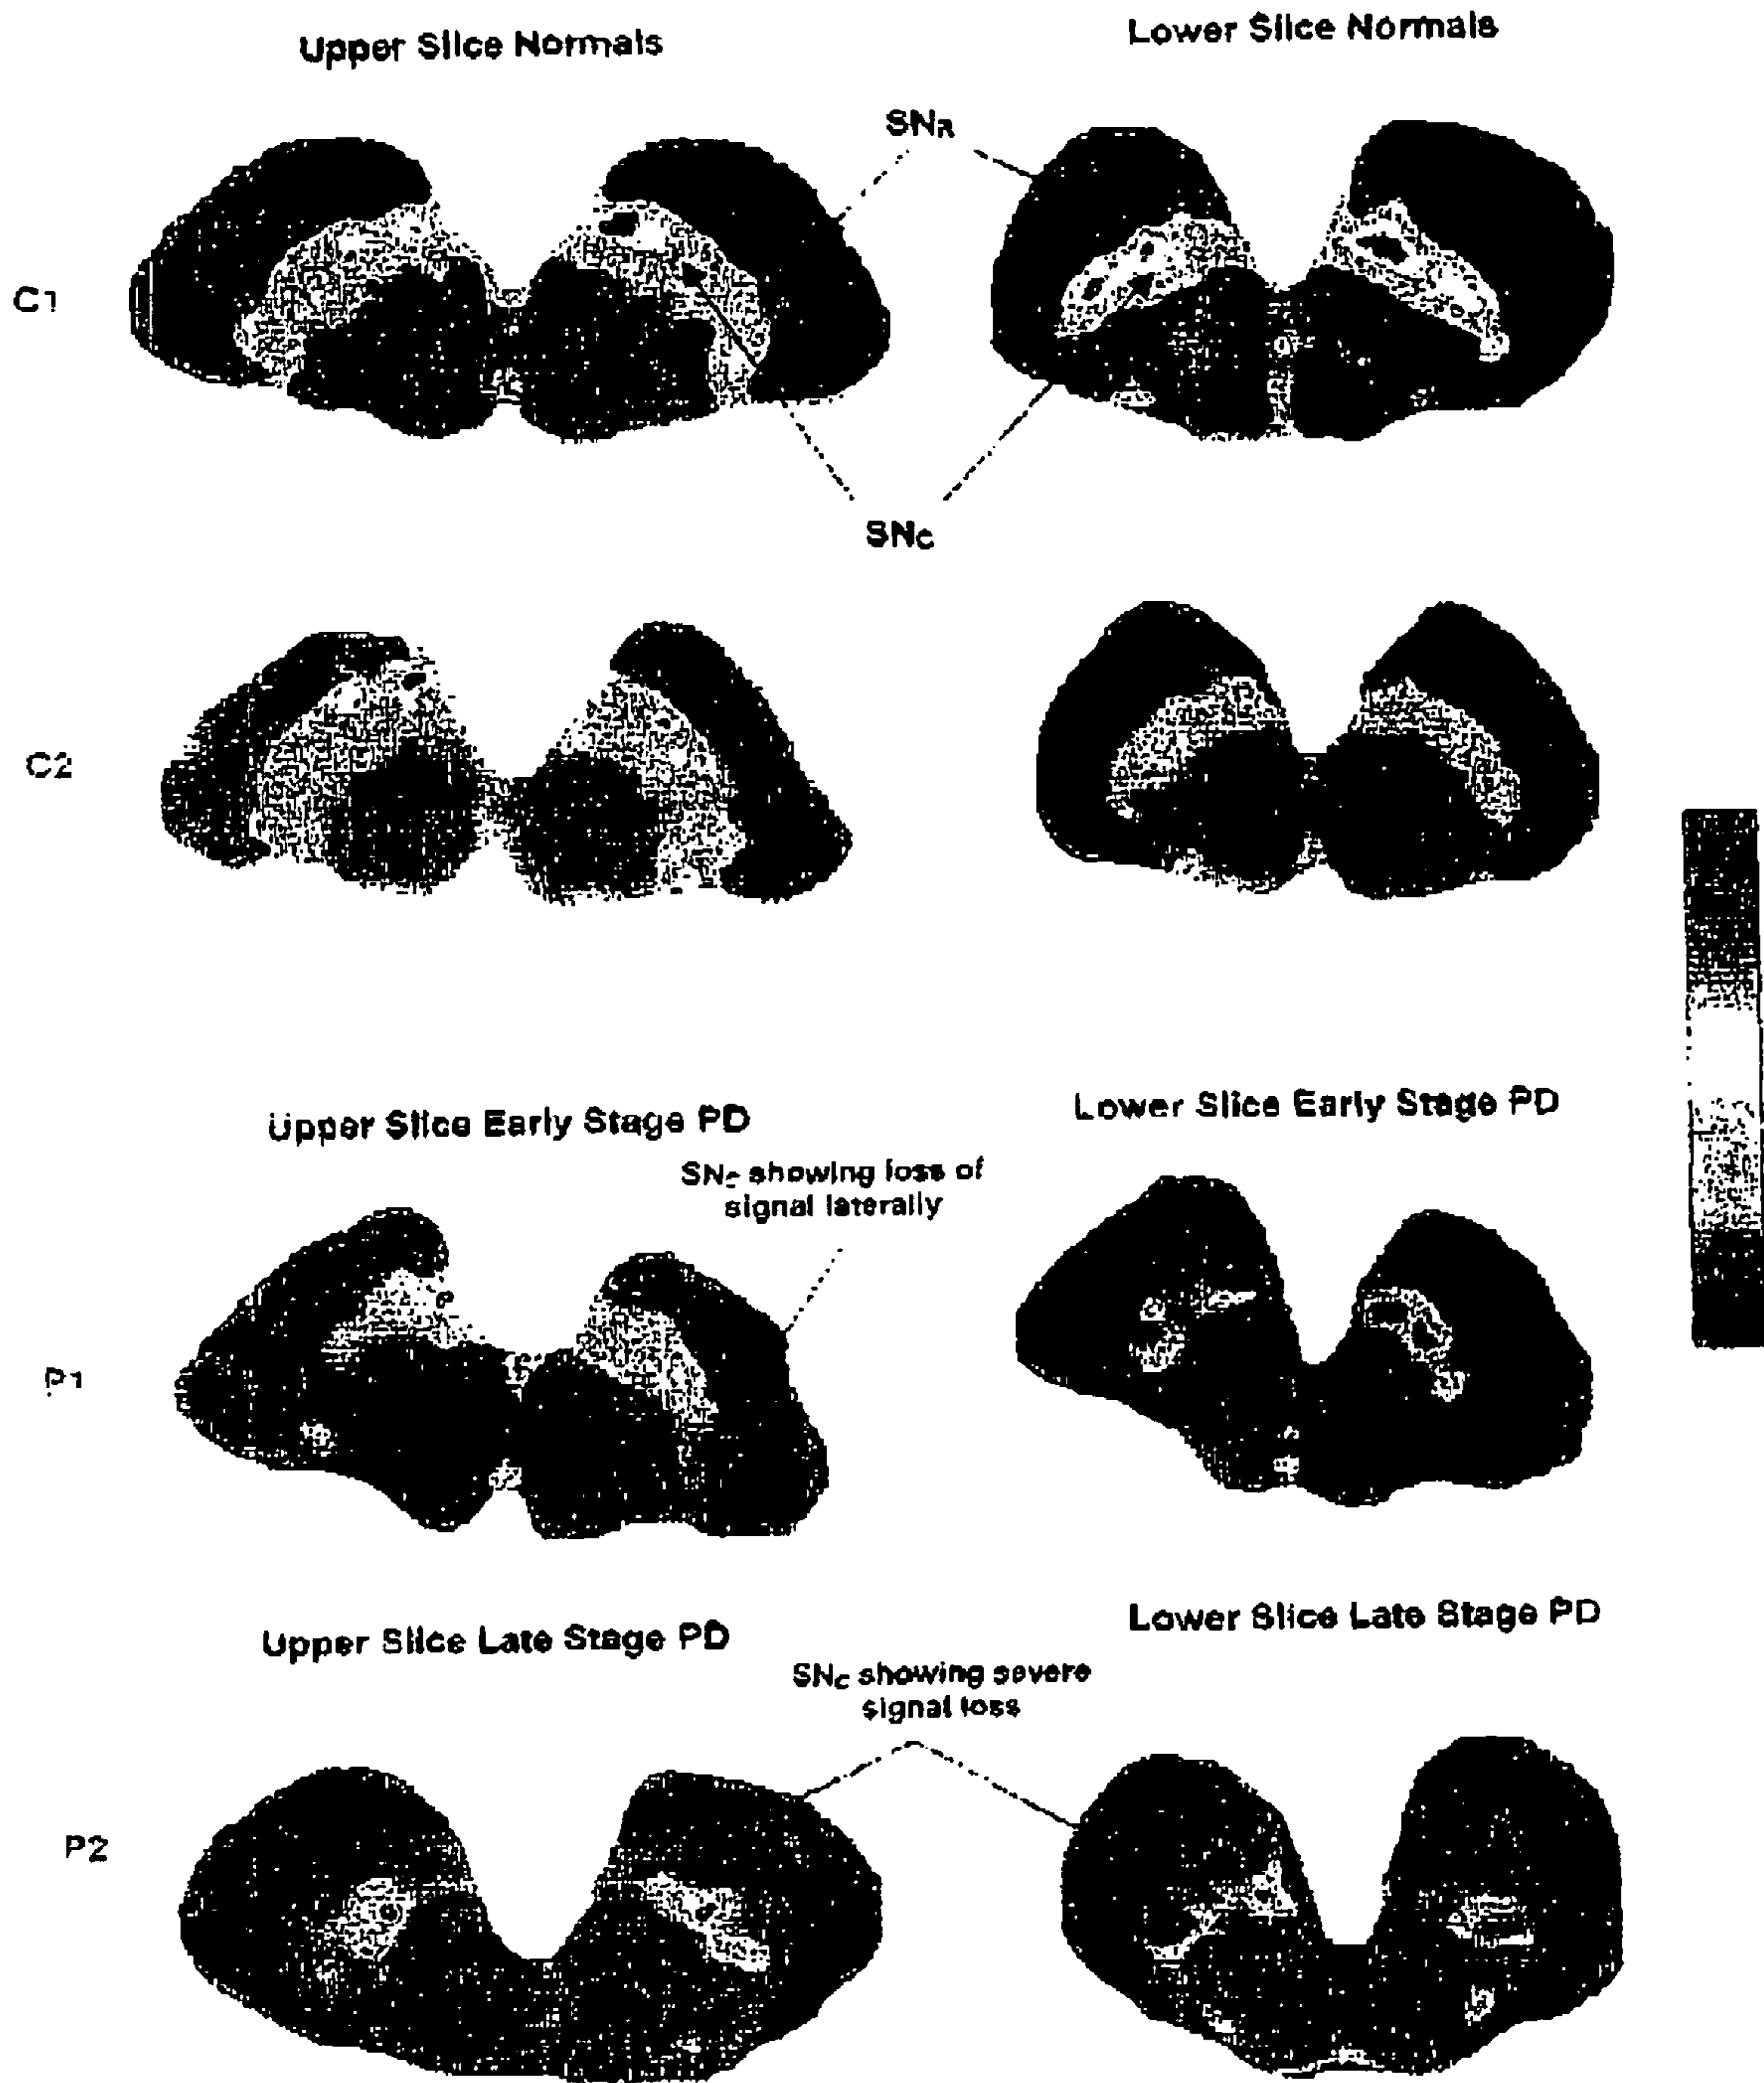 Upper Slice Normals
Lower Slice Normals
SNR
C1
SNC
C2
Upper Slice Early Stage PD
Lower Slice Early Stage PD
SNC showing loss of
signal laterally
P1
Upper Slice Late Stage PD
Lower Slice Late Stage PD
SNC showing severe
signal loss
P2